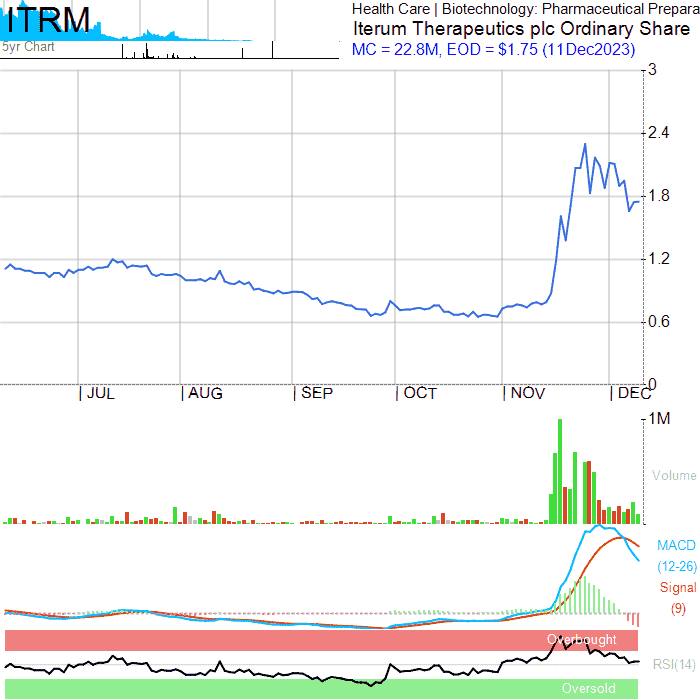 ITRM
5yr Chart
Health Care | Biotechnology: Pharmaceutical Prepara
Iterum Therapeutics plc Ordinary Share
MC = 22.8M, EOD = $1.75 (11Dec2023)
3
2.4
1.8
1.2
0.6
0
| JUL | AUG | SEP | OCT | NOV | DEC
1M
Volume
MACD
(12-26)
Signal
(9)
Overbought
RSI(14)
Oversold